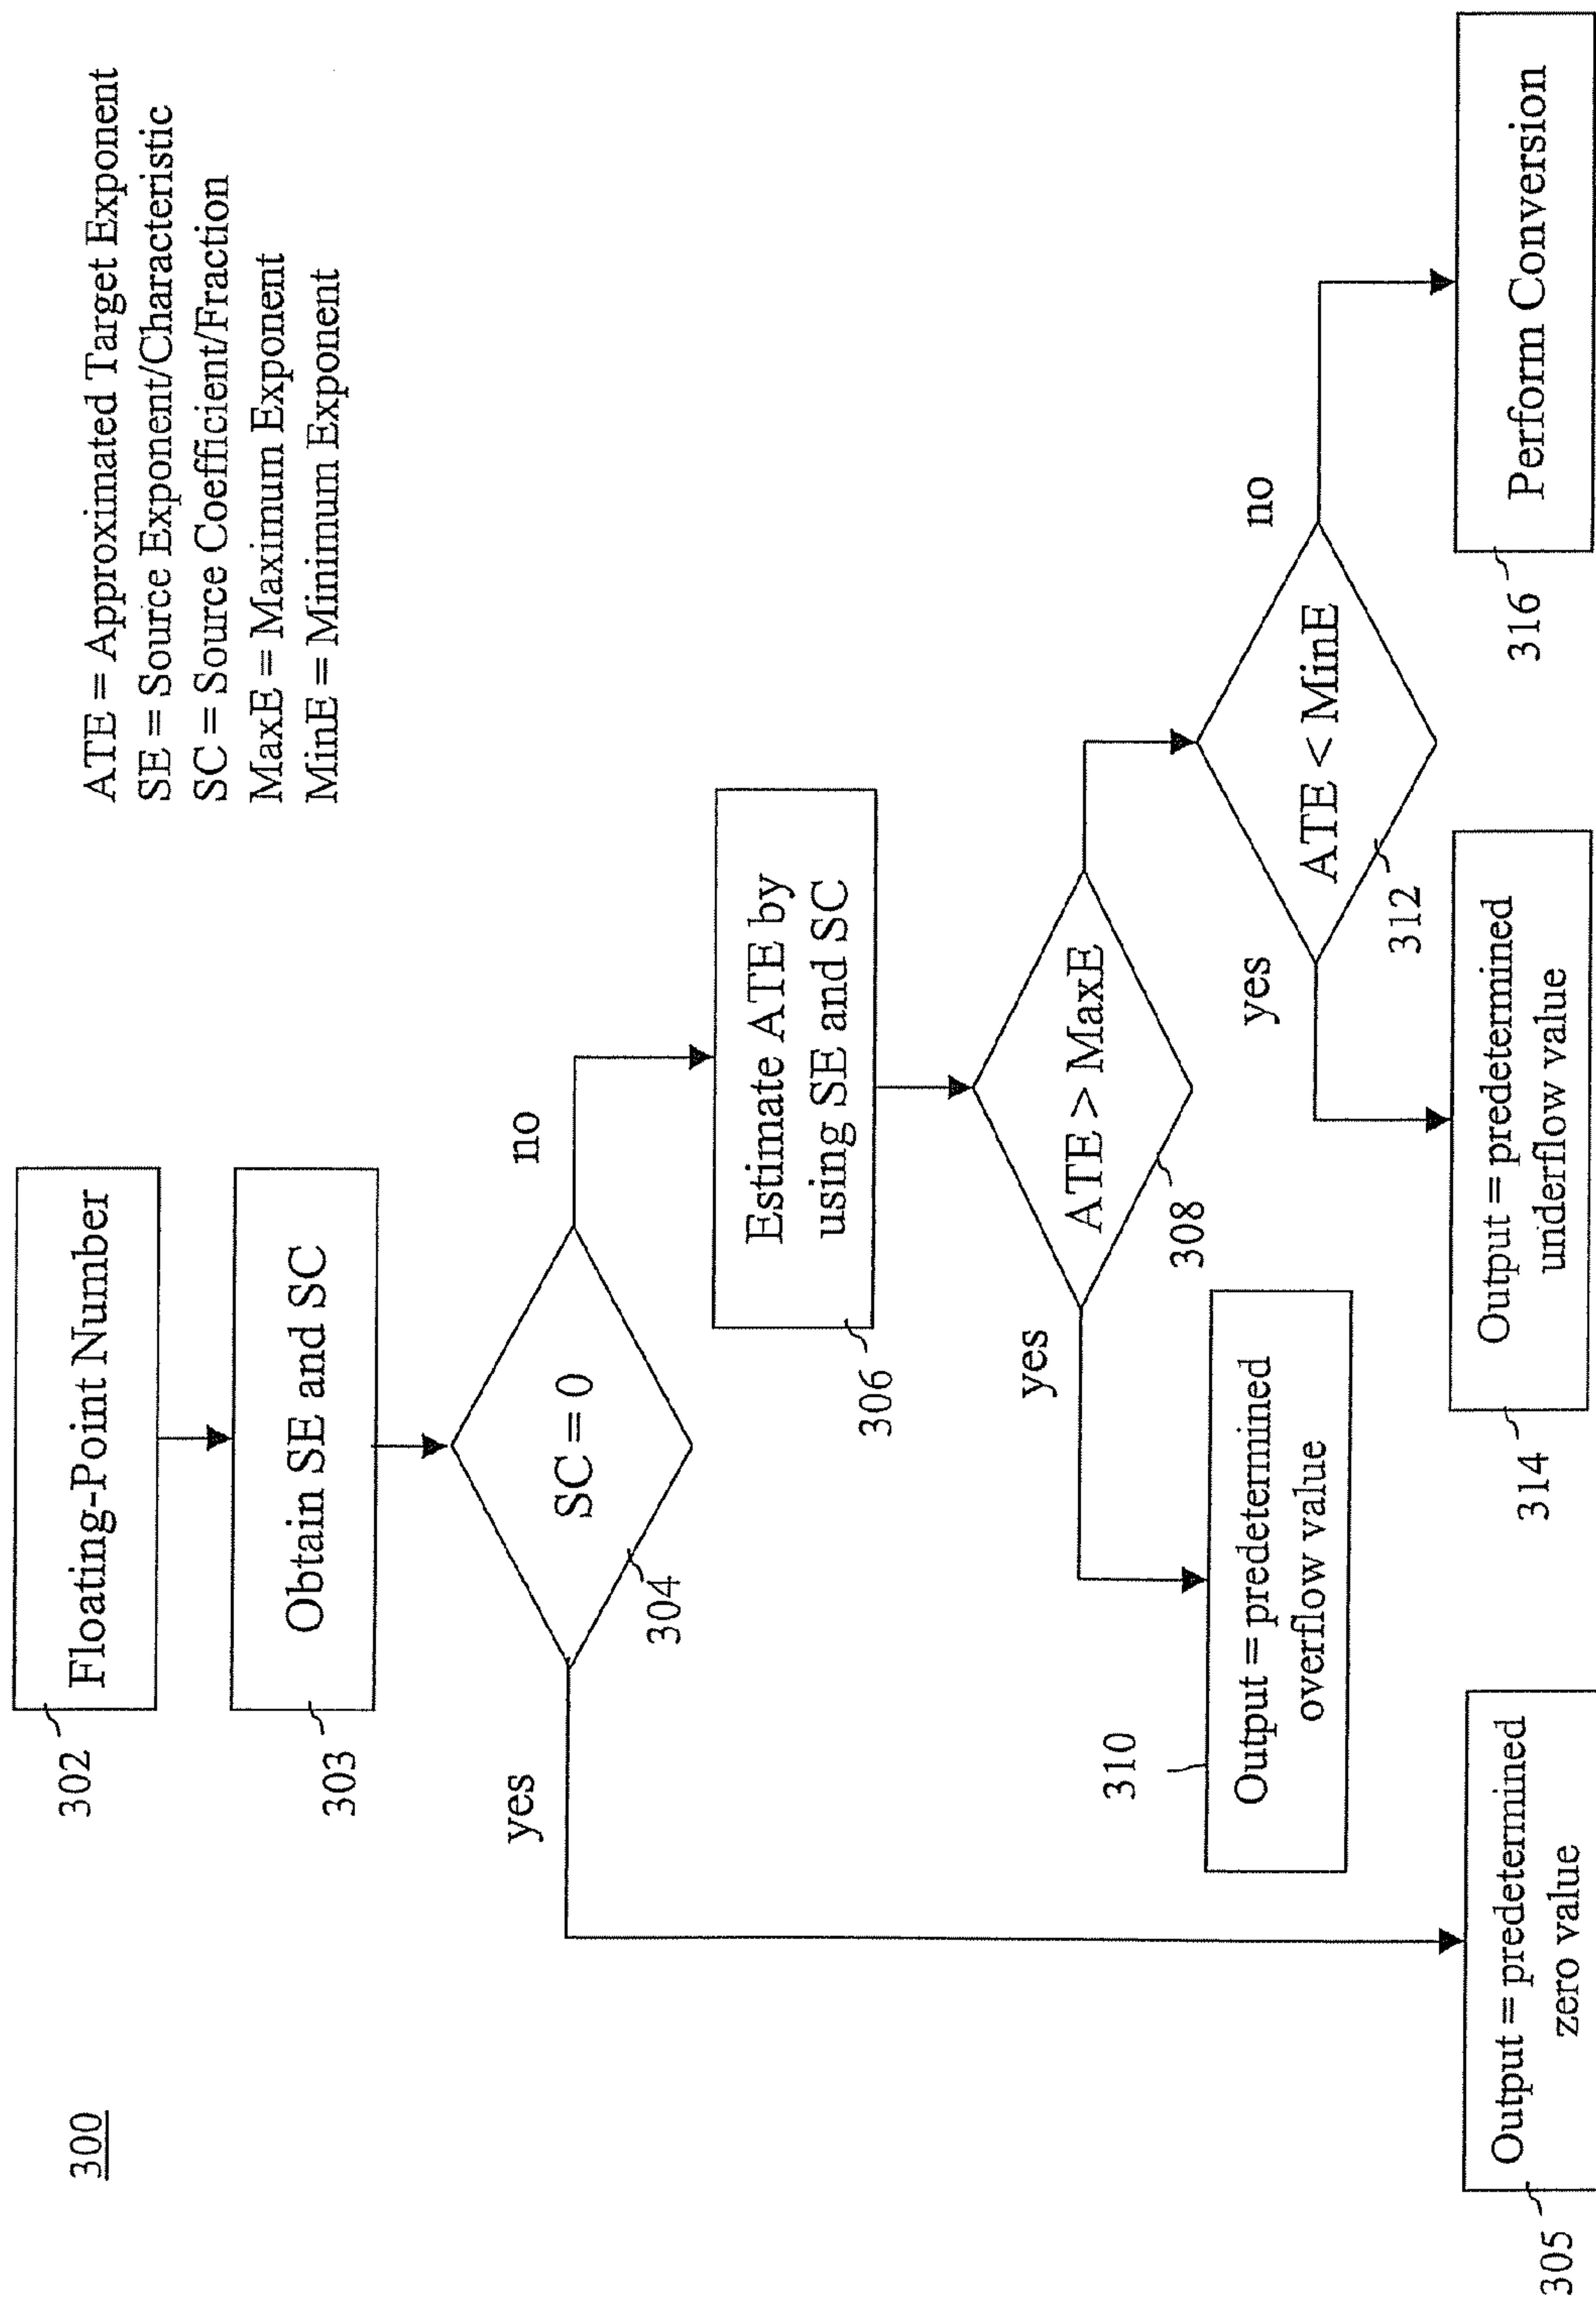 300
ATE = Approximated Target Exponent
SE = Source Exponent/Characteristic
SC = Source Coefficient/Fraction
MaxE = Maximum Exponent
MinE = Minimum Exponent
302
Floating-Point Number
303
Obtain SE and SC
yes
SC = 0
no
304
306
Estimate ATE by
using SE and SC
yes
ATE > MaxE
308
310
Output = predetermined
overflow value
yes
ATE < MinE
no
312
305
Output = predetermined
zero value
314
Output = predetermined
underflow value
316
Perform Conversion